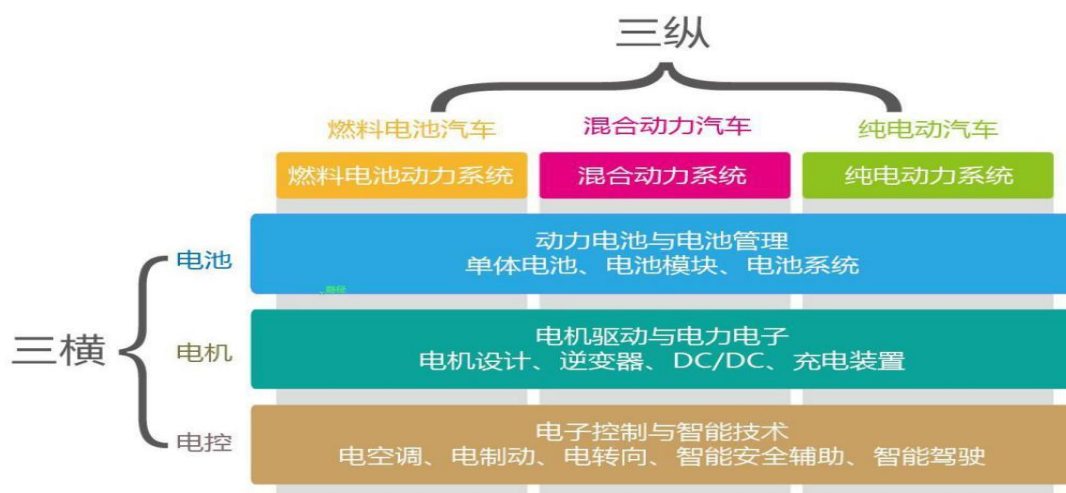 三纵
燃料电池汽车
混合动力汽车
纯电动汽车
燃料电池动力系统
混合动力系统
纯电动力系统
三横
电池
动力电池与电池管理
单体电池、电池模块、电池系统
电机
电机驱动与电力电子
电机设计、逆变器、DC/DC、充电装置
电控
电子控制与智能技术
电空调、电制动、电转向、智能安全辅助、智能驾驶